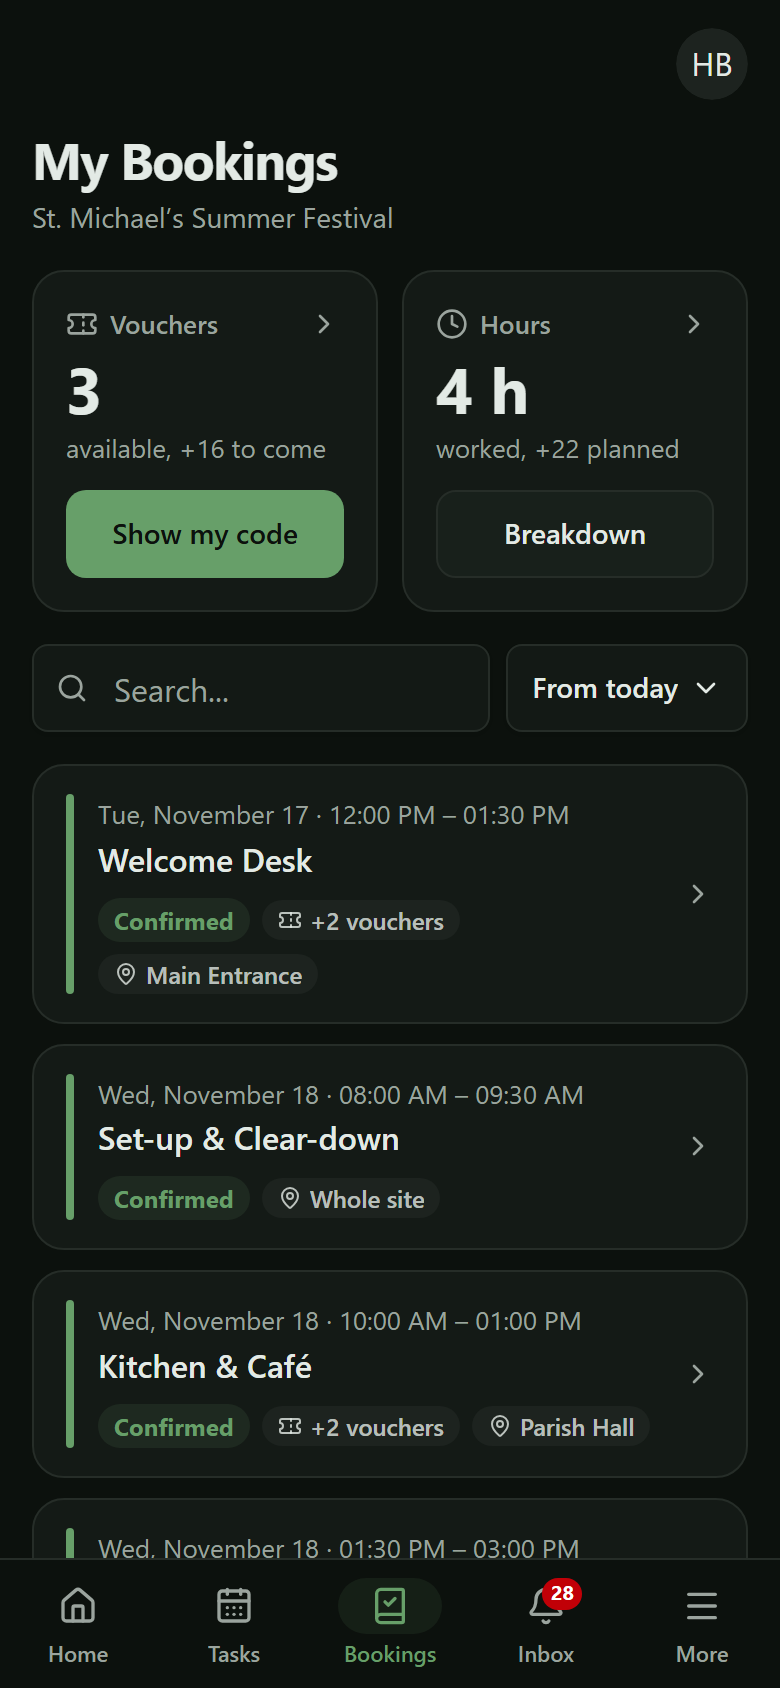 HB
My Bookings
St. Michael’s Summer Festival
Vouchers
3
available, +16 to come
Show my code
Hours
4 h
worked, +22 planned
Breakdown
Search...
From today
Tue, November 17 · 12:00 PM – 01:30 PM
Welcome Desk
Confirmed
+2 vouchers
Main Entrance
Wed, November 18 · 08:00 AM – 09:30 AM
Set-up & Clear-down
Confirmed
Whole site
Wed, November 18 · 10:00 AM – 01:00 PM
Kitchen & Café
Confirmed
+2 vouchers
Parish Hall
Wed, November 18 · 01:30 PM – 03:00 PM
28
Home
Tasks
Bookings
Inbox
More